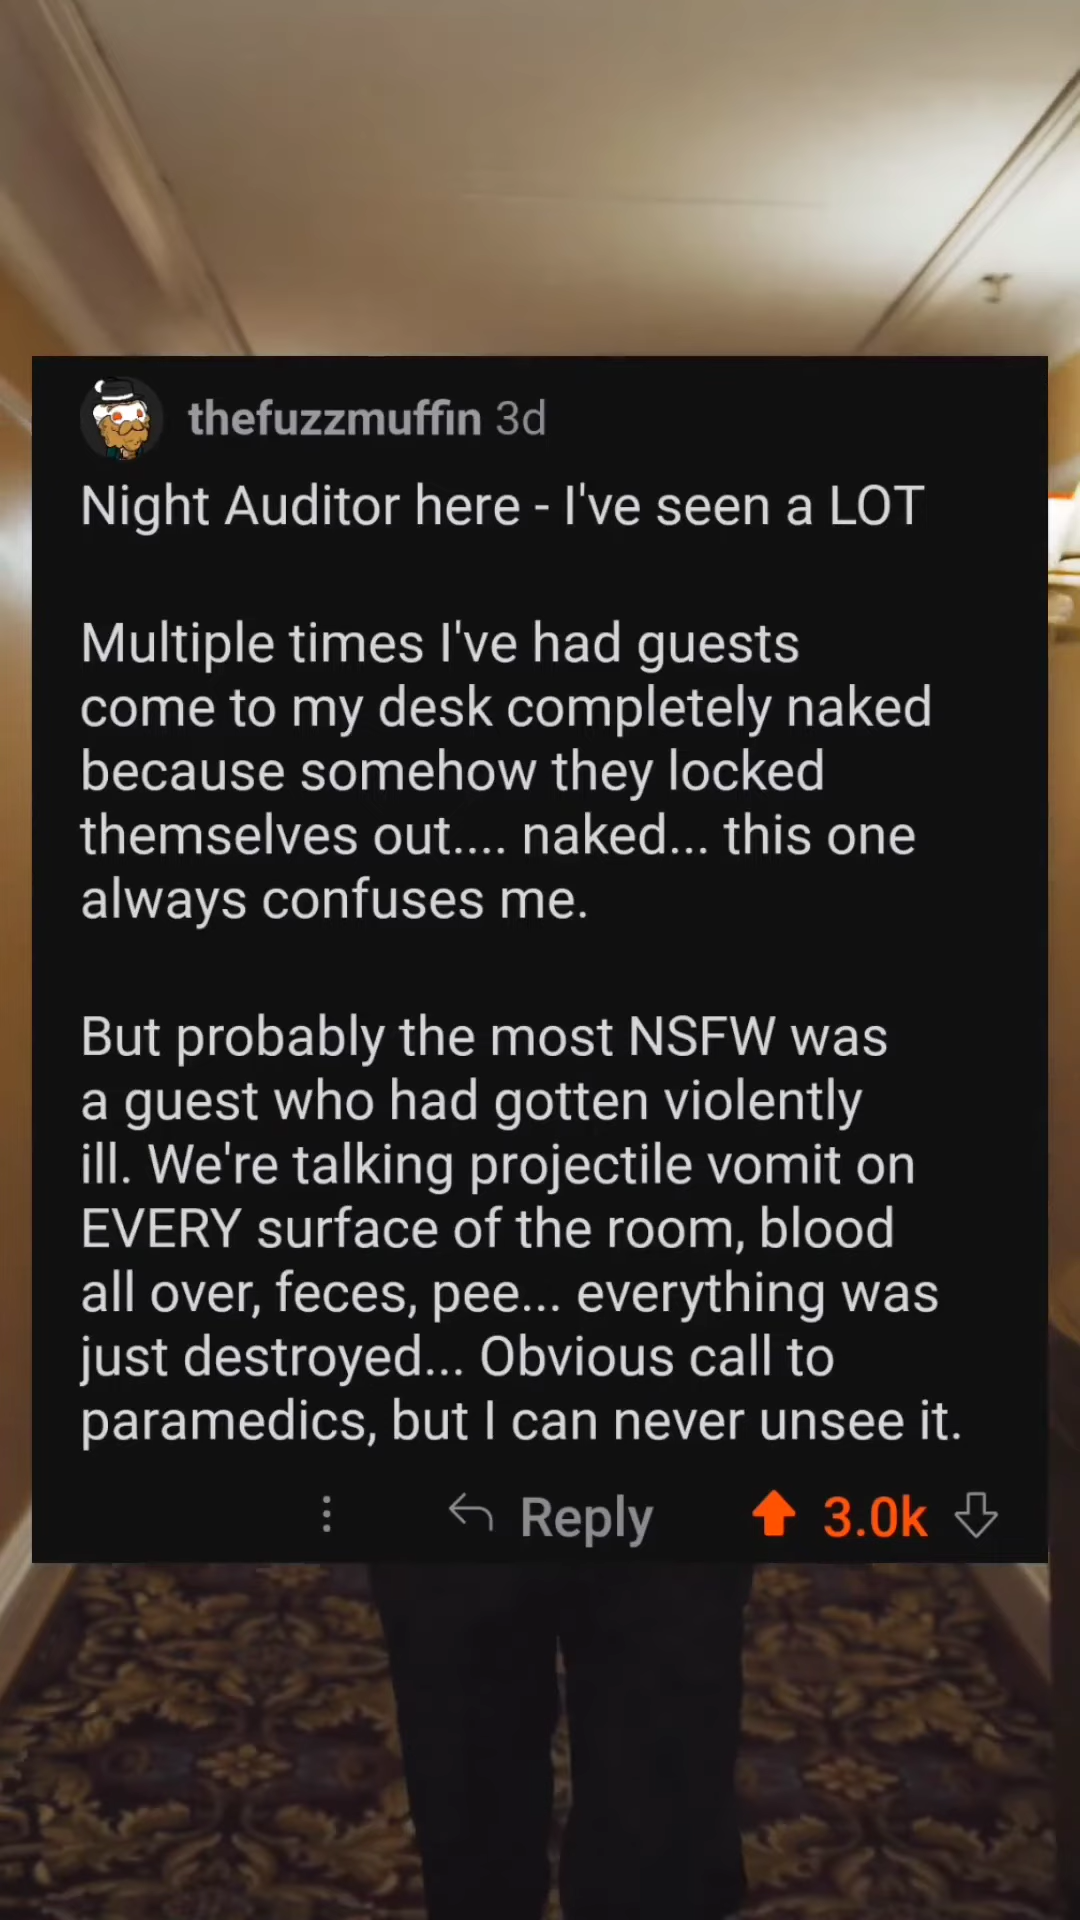 thefuzzmuffin 3d
Night Auditor here - I've seen a LOT
Multiple times I've had guests
come to my desk completely naked
because somehow they locked
themselves out.... naked... this one
always confuses me.
But probably the most NSFW was
a guest who had gotten violently
ill. We're talking projectile vomit on
EVERY surface of the room, blood
all over, feces, pee... everything was
just destroyed... Obvious call to
paramedics, but I can never unsee it.
Reply 3.0k